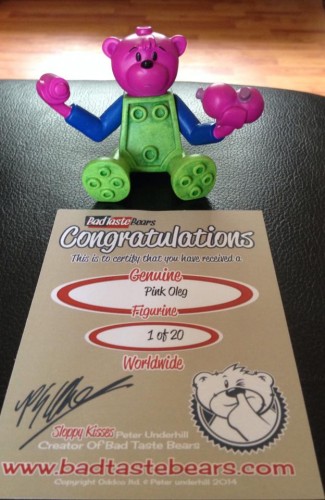 Bad Taste Bears
Congratulations
This is to certify that you have received a
Genuine
Pink Oleg
Figurine
1 of 20
Worldwide
Sloppy Kisses Peter Underhill
Creator Of Bad Taste Bears
www.badtastebears.com
Copyright Oakloo Ltd. & Peter Underhill 2014